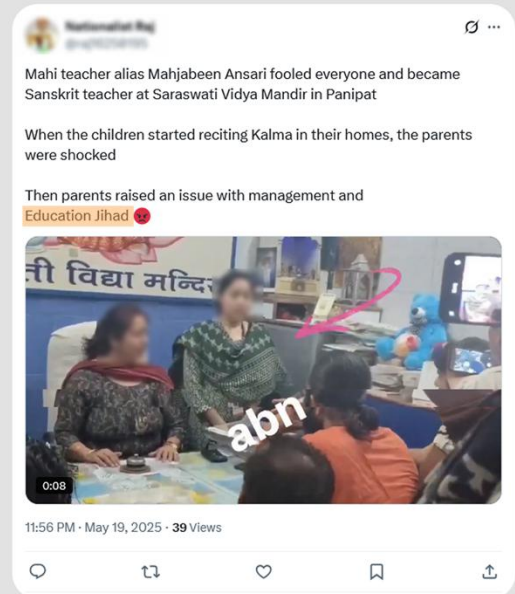 Nationalist Raj
Mahi teacher alias Mahjabeen Ansari fooled everyone and became
Sanskrit teacher at Saraswati Vidya Mandir in Panipat
When the children started reciting Kalma in their homes, the parents
were shocked
Then parents raised an issue with management and
Education Jihad 😡
ती विद्या मन्दि
abn
0:08
11:56 PM · May 19, 2025 · 39 Views